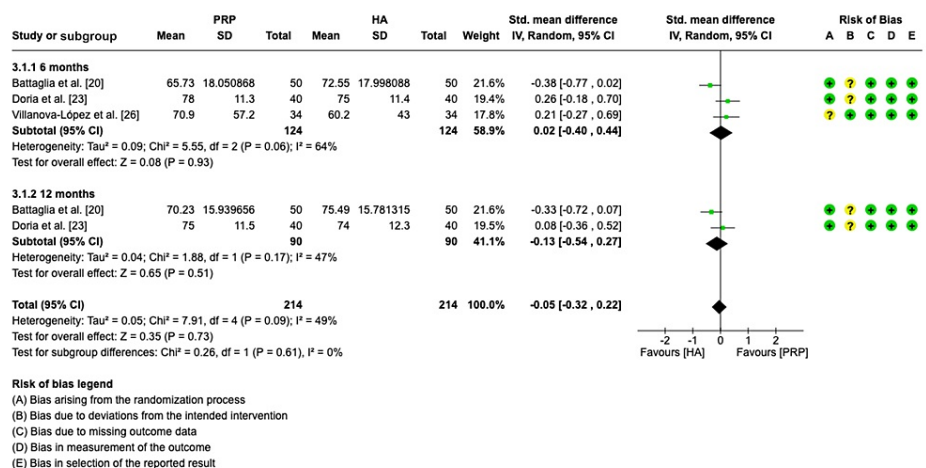 PRP HA Std. mean difference Std. mean difference Risk of Bias
Study or subgroup Mean SD Total Mean SD Total Weight IV, Random, 95% CI IV, Random, 95% CI A B C D E
3.1.1 6 months
Battaglia et al. [20] 65.73 18.050868 50 72.55 17.998088 50 21.6% -0.38 [-0.77 , 0.02] + ? + + +
Doria et al. [23] 78 11.3 40 75 11.4 40 19.4% 0.26 [-0.18 , 0.70] + ? + + +
Villanova-López et al. [26] 70.9 57.2 34 60.2 43 34 17.8% 0.21 [-0.27 , 0.69] ? + + + +
Subtotal (95% CI) 124 124 58.9% 0.02 [-0.40 , 0.44]
Heterogeneity: Tau² = 0.09; Chi² = 5.55, df = 2 (P = 0.06); I² = 64%
Test for overall effect: Z = 0.08 (P = 0.93)
3.1.2 12 months
Battaglia et al. [20] 70.23 15.939656 50 75.49 15.781315 50 21.6% -0.33 [-0.72 , 0.07] + ? + + +
Doria et al. [23] 75 11.5 40 74 12.3 40 19.5% 0.08 [-0.36 , 0.52] + ? + + +
Subtotal (95% CI) 90 90 41.1% -0.13 [-0.54 , 0.27]
Heterogeneity: Tau² = 0.04; Chi² = 1.88, df = 1 (P = 0.17); I² = 47%
Test for overall effect: Z = 0.65 (P = 0.51)
Total (95% CI) 214 214 100.0% -0.05 [-0.32 , 0.22]
Heterogeneity: Tau² = 0.05; Chi² = 7.91, df = 4 (P = 0.09); I² = 49%
Test for overall effect: Z = 0.35 (P = 0.73) -2 -1 0 1 2
Test for subgroup differences: Chi² = 0.26, df = 1 (P = 0.61), I² = 0% Favours [HA] Favours [PRP]
Risk of bias legend
(A) Bias arising from the randomization process
(B) Bias due to deviations from the intended intervention
(C) Bias due to missing outcome data
(D) Bias in measurement of the outcome
(E) Bias in selection of the reported result